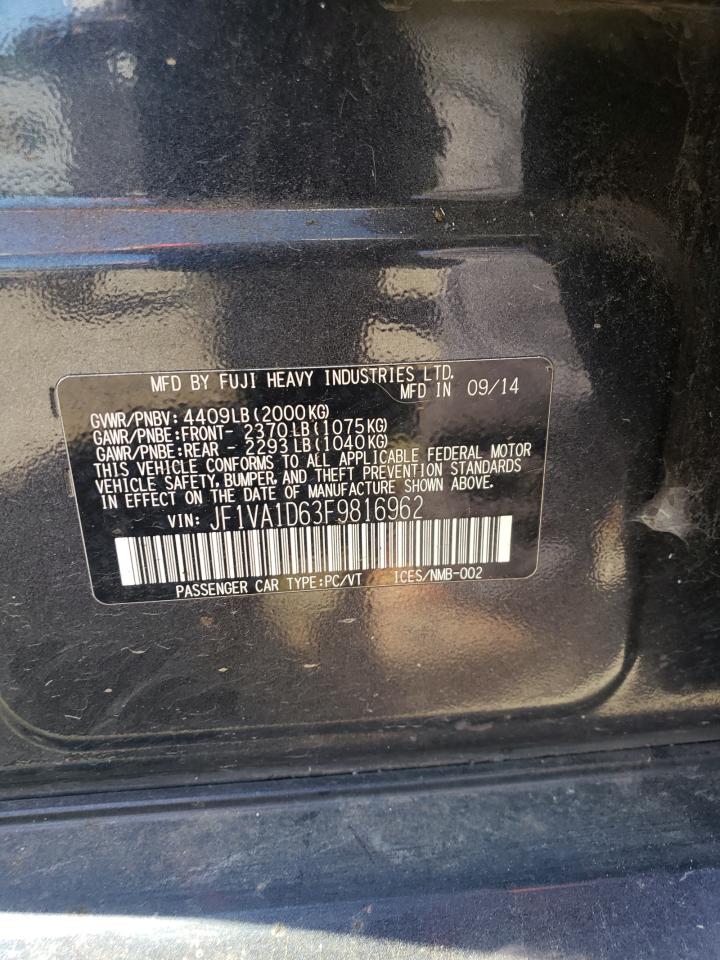 MFD BY FUJI HEAVY INDUSTRIES LTD.
MFD IN 09/14
GVWR/PNBV: 4409LB(2000KG)
GAWR/PNBE:FRONT- 2370LB(1075KG)
GAWR/PNBE:REAR - 2293LB(1040KG)
THIS VEHICLE CONFORMS TO ALL APPLICABLE FEDERAL MOTOR
VEHICLE SAFETY, BUMPER, AND THEFT PREVENTION STANDARDS
IN EFFECT ON THE DATE OF MANUFACTURE SHOWN ABOVE.
VIN: JF1VA1D63F9816962
PASSENGER CAR TYPE:PC/VT ICES/NMB-002